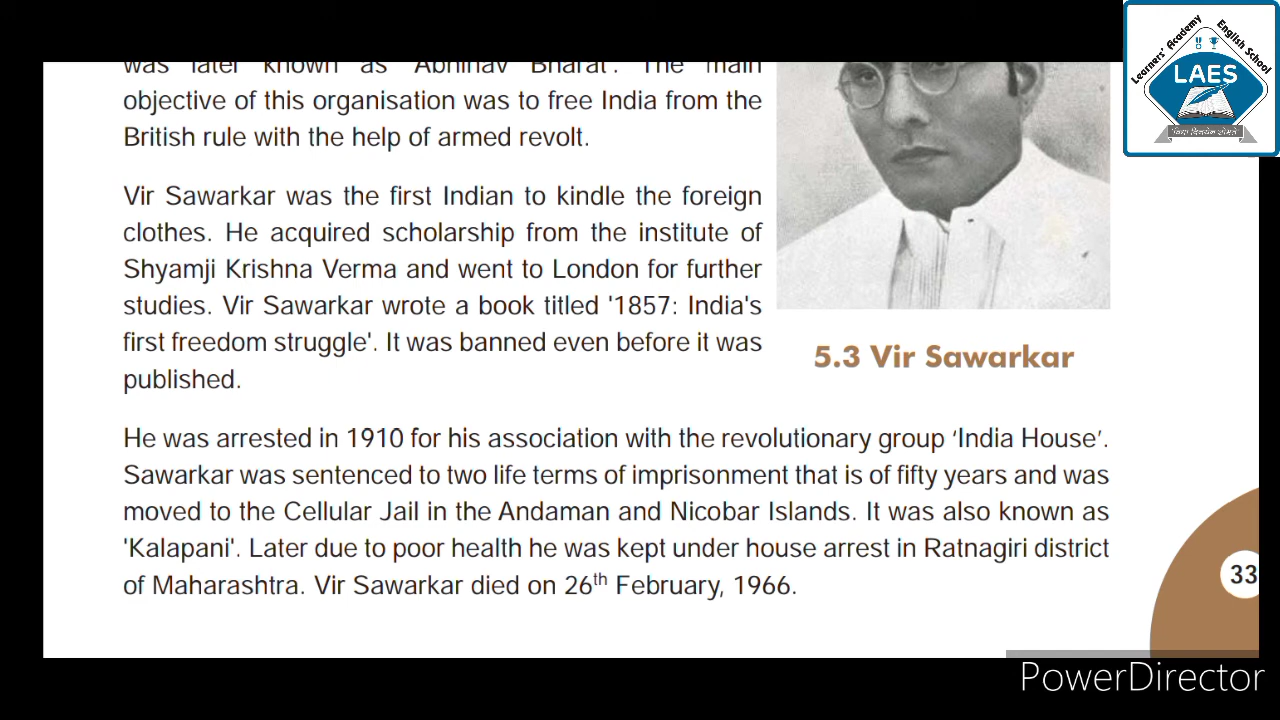 was later known as 'Abhinav Bharat'. The main
objective of this organisation was to free India from the
British rule with the help of armed revolt.
Vir Sawarkar was the first Indian to kindle the foreign
clothes. He acquired scholarship from the institute of
Shyamji Krishna Verma and went to London for further
studies. Vir Sawarkar wrote a book titled '1857: India's
first freedom struggle'. It was banned even before it was
published.
5.3 Vir Sawarkar
He was arrested in 1910 for his association with the revolutionary group ‘India House’.
Sawarkar was sentenced to two life terms of imprisonment that is of fifty years and was
moved to the Cellular Jail in the Andaman and Nicobar Islands. It was also known as
'Kalapani'. Later due to poor health he was kept under house arrest in Ratnagiri district
of Maharashtra. Vir Sawarkar died on 26th February, 1966.
33
Learners' Academy English School
LAES
विद्या विनयेन शोभते
PowerDirector